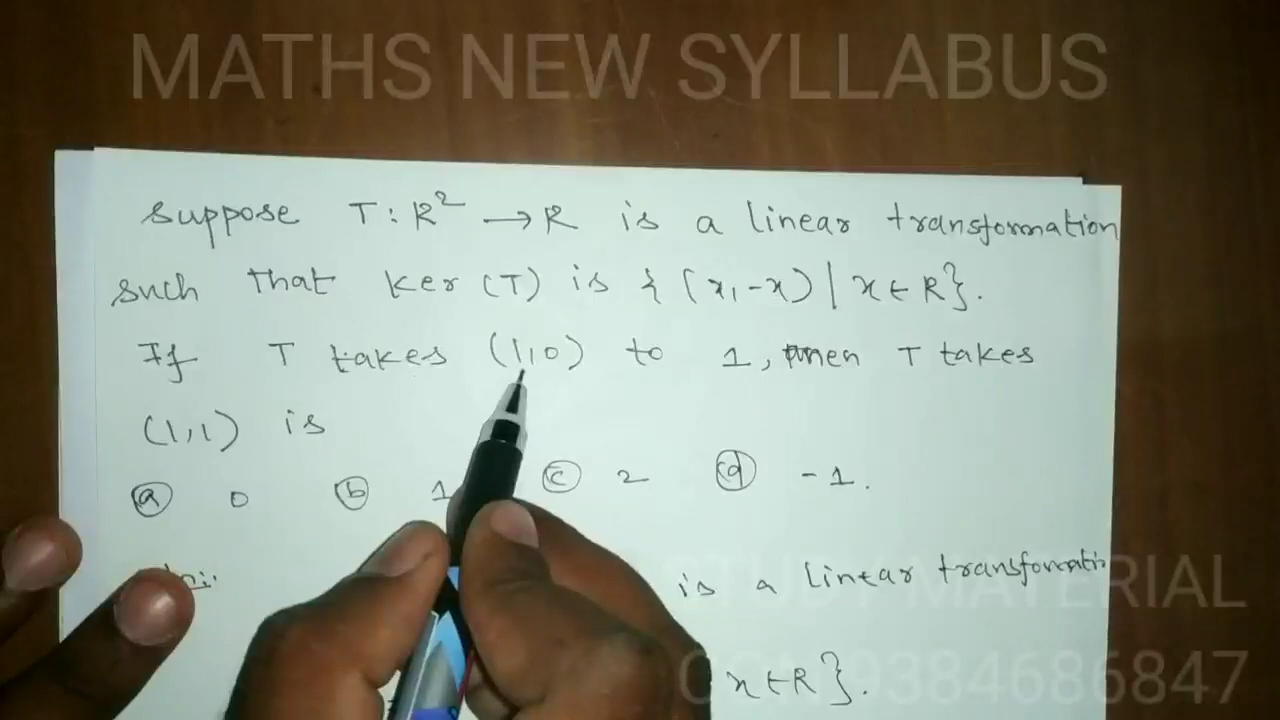 MATHS NEW SYLLABUS
Suppose T : R² → R is a linear transformation
such that ker (T) is { (x, -x) | x ∈ R }.
If T takes (1,0) to 1, then T takes
(1,1) is
ⓐ 0 ⓑ 1 ⓒ 2 ⓓ -1.
is a linear transformatio
STUDY MATERIAL
x ∈ R }.
9384686847